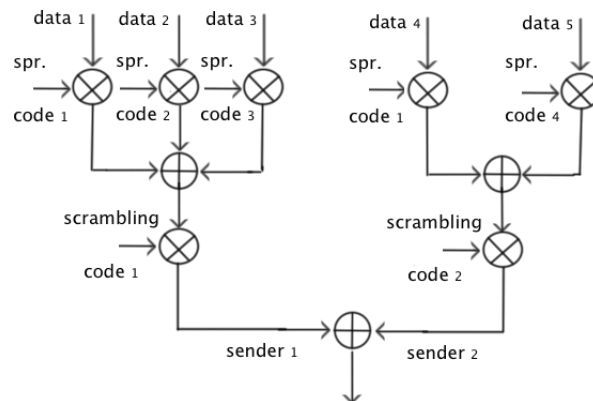 data 1
data 2
data 3
data 4
data 5
spr.
spr.
spr.
spr.
spr.
code 1
code 2
code 3
code 1
code 4
scrambling
code 1
scrambling
code 2
sender 1
sender 2